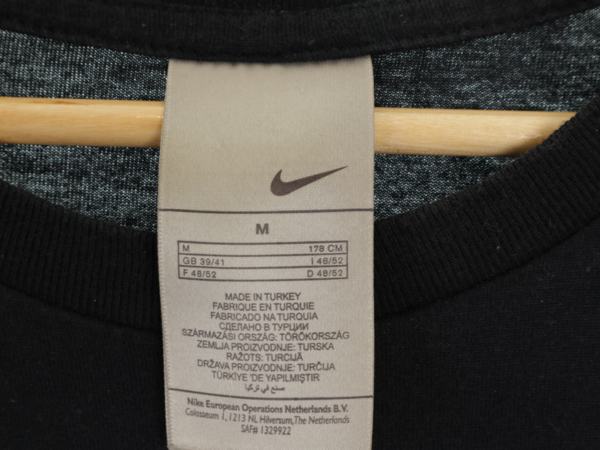 M
M 178 CM
GB 39/41 I 48/52
F 48/52 D 48/52
MADE IN TURKEY
FABRIQUE EN TURQUIE
FABRICADO NA TURQUIA
СДЕЛАНО В ТУРЦИИ
SZÁRMAZÁSI ORSZÁG: TÖRÖKORSZÁG
ZEMLJA PROIZVODNJE: TURSKA
RAŽOTS: TURCIJĀ
DRŽAVA PROIZVODNJE: TURČIJA
TÜRKİYE 'DE YAPILMIŞTIR
صنع في تركيا
Nike European Operations Netherlands B.V.
Colosseum 1, 1213 NL Hilversum, The Netherlands
SAF# 1329922